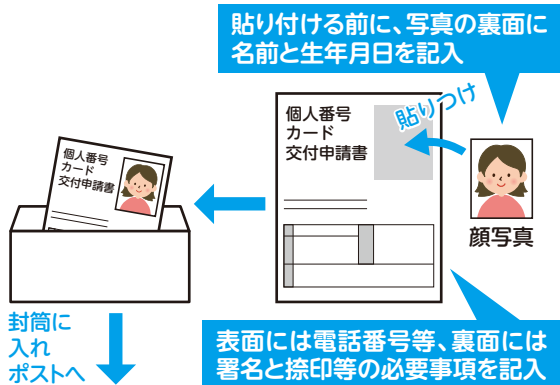 貼り付ける前に、写真の裏面に
名前と生年月日を記入
個人番号
カード
交付申請書
貼りつけ
顔写真
個人番号
カード
交付申請書
封筒に
入れ
ポストへ
表面には電話番号等、裏面には
署名と捺印等の必要事項を記入